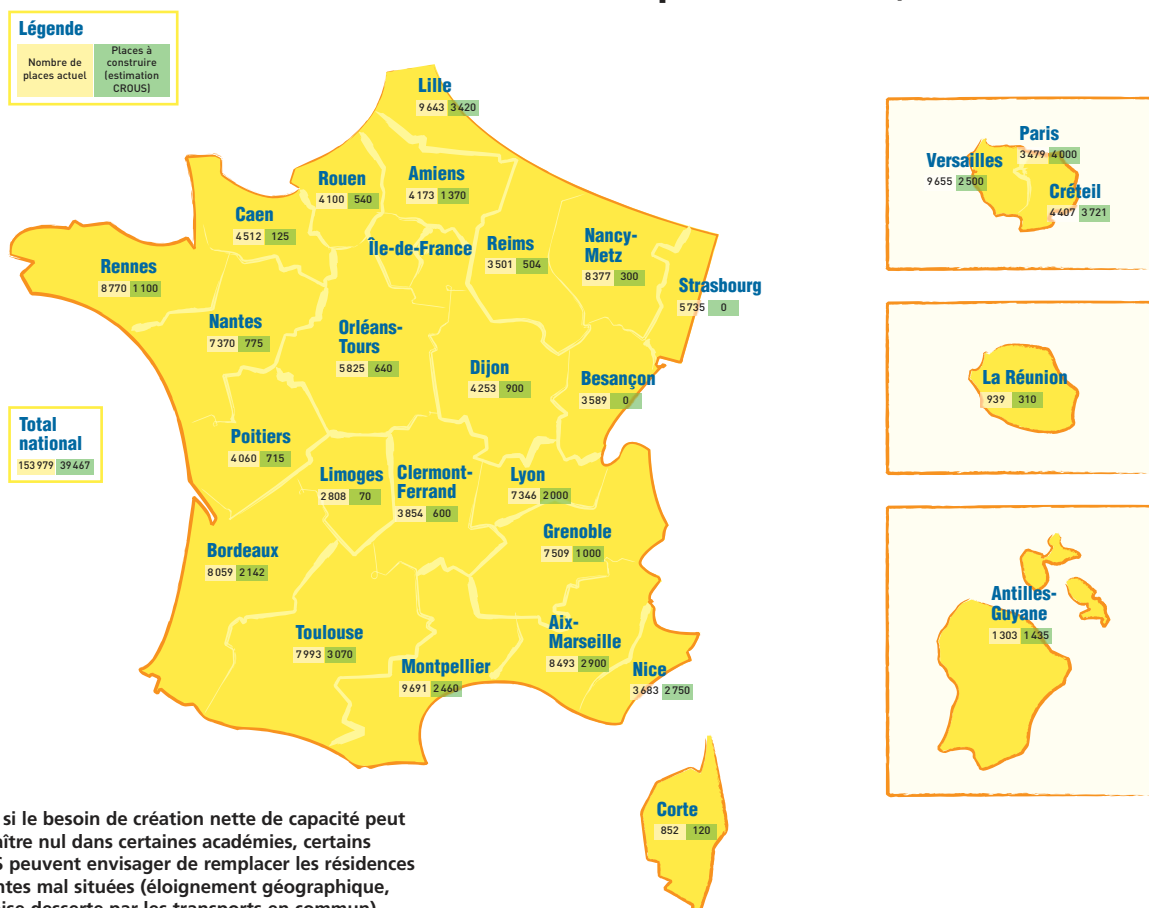 Légende
Nombre de places actuel
Places à construire (estimation CROUS)
Lille
9 643 3 420
Amiens
4 173 1 370
Rouen
4 100 540
Caen
4 512 125
Île-de-France
Reims
3 501 504
Nancy-
Metz
8 377 300
Strasbourg
5 735 0
Rennes
8 770 1 100
Nantes
7 370 775
Orléans-
Tours
5 825 640
Dijon
4 253 900
Besançon
3 589 0
Total
national
153 979 39 467
Poitiers
4 060 715
Limoges
2 808 70
Clermont-
Ferrand
3 854 600
Lyon
7 346 2 000
Grenoble
7 509 1 000
Bordeaux
8 059 2 142
Toulouse
7 993 3 070
Montpellier
9 691 2 460
Aix-
Marseille
8 493 2 900
Nice
3 683 2 750
Corte
852 120
Paris
3 479 4 000
Versailles
9 655 2 500
Créteil
4 407 3 721
La Réunion
939 310
Antilles-
Guyane
1 303 1 435
si le besoin de création nette de capacité peut
nul dans certaines académies, certains
peuvent envisager de remplacer les résidences
mal situées (éloignement géographique,
desserte par les transports en commun)